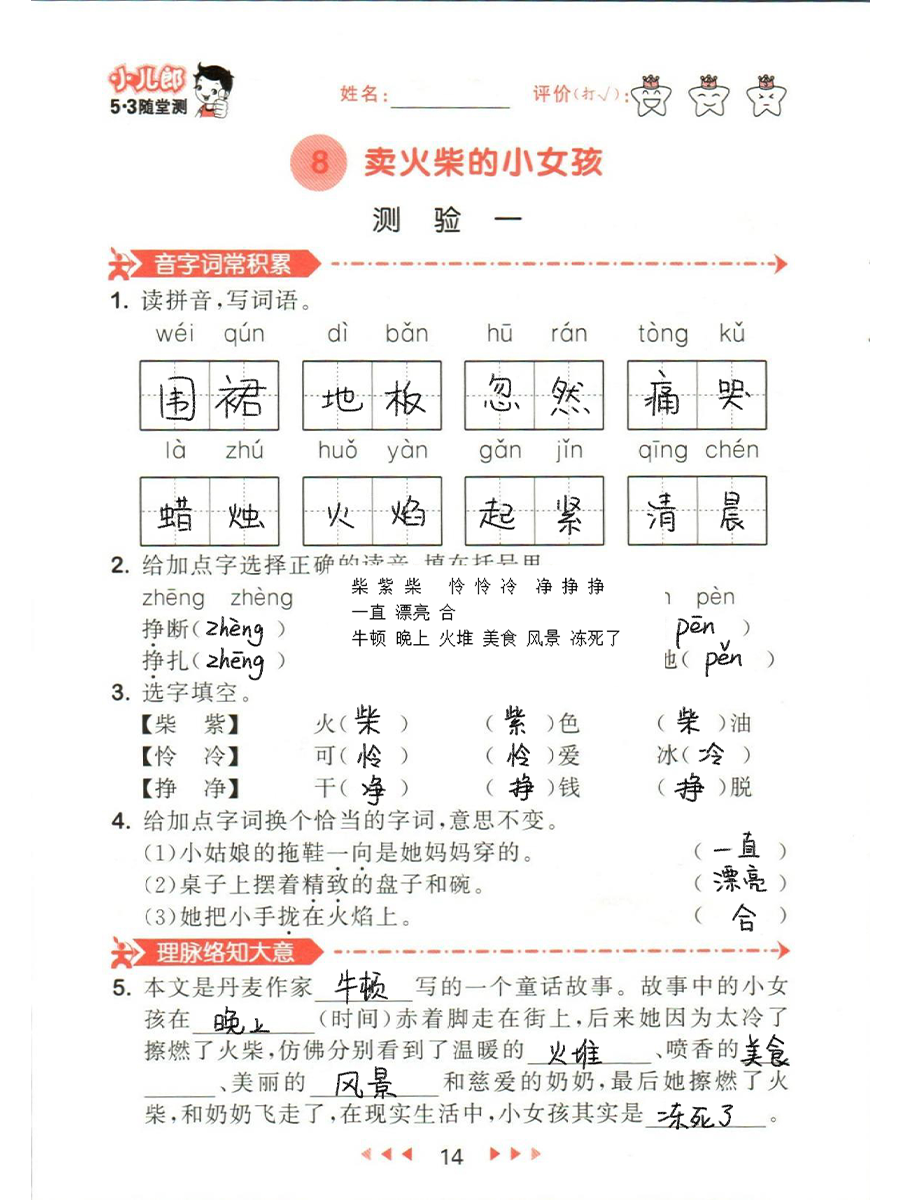 小儿郎
5·3随堂测
姓名：__________ 评价(打√)：
8 卖火柴的小女孩
测 验 一
音字词常积累
1. 读拼音，写词语。
wéi qún dì bǎn hū rán tòng kǔ
围 裙 地 板 忽 然 痛 哭
là zhú huǒ yàn gǎn jǐn qīng chén
蜡 烛 火 焰 起 紧 清 晨
2. 给加点字选择正确的读音，填在括号里
zhēng zhèng pèn
柴 紫 柴 怜 怜 冷 净 挣 挣
一直 漂亮 合
牛顿 晚上 火堆 美食 风景 冻死了
挣断(zhèng) (pēn)
挣扎(zhēng) 地(pěn)
3. 选字填空。
【柴 紫】 火(柴) (紫)色 (柴)油
【怜 冷】 可(怜) (怜)爱 冰(冷)
【挣 净】 干(净) (挣)钱 (挣)脱
4. 给加点字词换个恰当的字词，意思不变。
(1)小姑娘的拖鞋一向是她妈妈穿的。 (一直)
(2)桌子上摆着精致的盘子和碗。 (漂亮)
(3)她把小手拢在火焰上。 (合)
理脉络知大意
5. 本文是丹麦作家 牛顿 写的一个童话故事。故事中的小女
孩在 晚上 (时间)赤着脚走在街上，后来她因为太冷了
擦燃了火柴，仿佛分别看到了温暖的 火堆 、喷香的 美食
、美丽的 风景 和慈爱的奶奶，最后她擦燃了火
柴，和奶奶飞走了，在现实生活中，小女孩其实是 冻死了 。
14